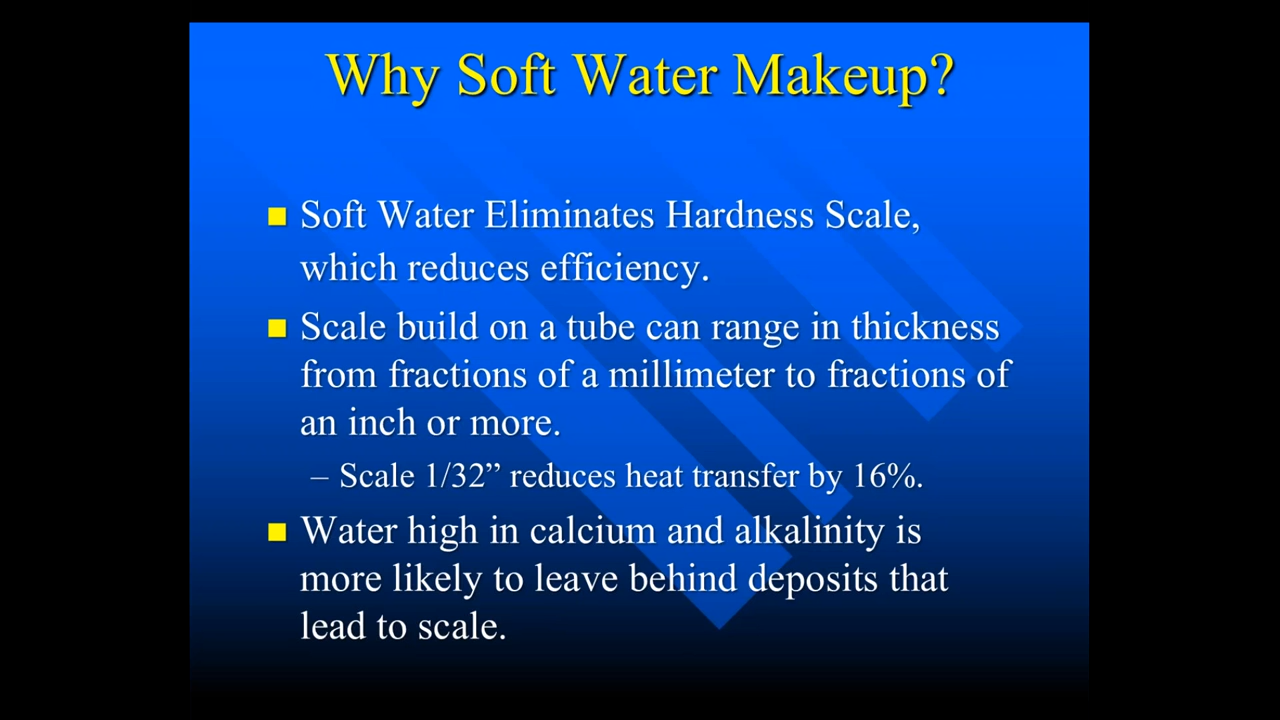 Why Soft Water Makeup?
Soft Water Eliminates Hardness Scale,
which reduces efficiency.
Scale build on a tube can range in thickness
from fractions of a millimeter to fractions of
an inch or more.
– Scale 1/32” reduces heat transfer by 16%.
Water high in calcium and alkalinity is
more likely to leave behind deposits that
lead to scale.